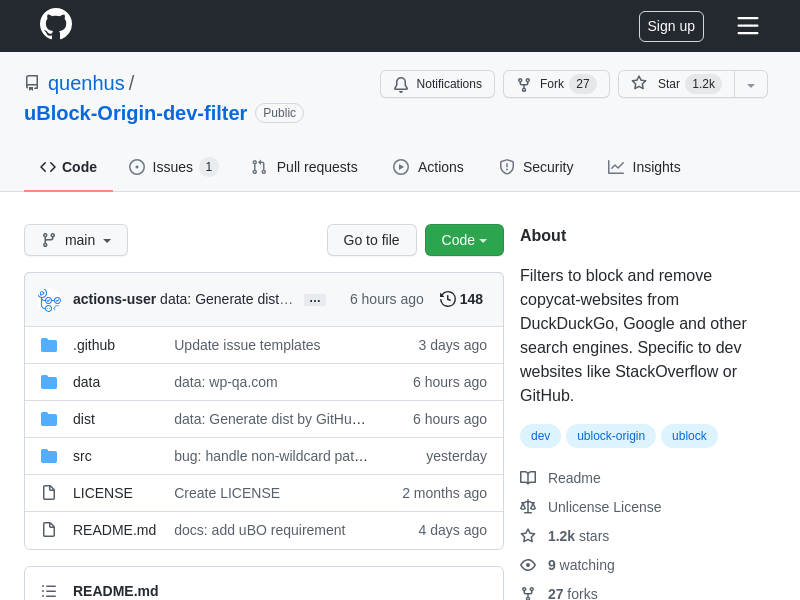 Sign up
quenhus /
uBlock-Origin-dev-filter Public
Notifications
Fork 27
Star 1.2k
Code
Issues 1
Pull requests
Actions
Security
Insights
main
Go to file
Code
actions-user data: Generate dist… ... 6 hours ago 148
.github Update issue templates 3 days ago
data data: wp-qa.com 6 hours ago
dist data: Generate dist by GitHu… 6 hours ago
src bug: handle non-wildcard pat… yesterday
LICENSE Create LICENSE 2 months ago
README.md docs: add uBO requirement 4 days ago
README.md
About
Filters to block and remove
copycat-websites from
DuckDuckGo, Google and other
search engines. Specific to dev
websites like StackOverflow or
GitHub.
dev ublock-origin ublock
Readme
Unlicense License
1.2k stars
9 watching
27 forks